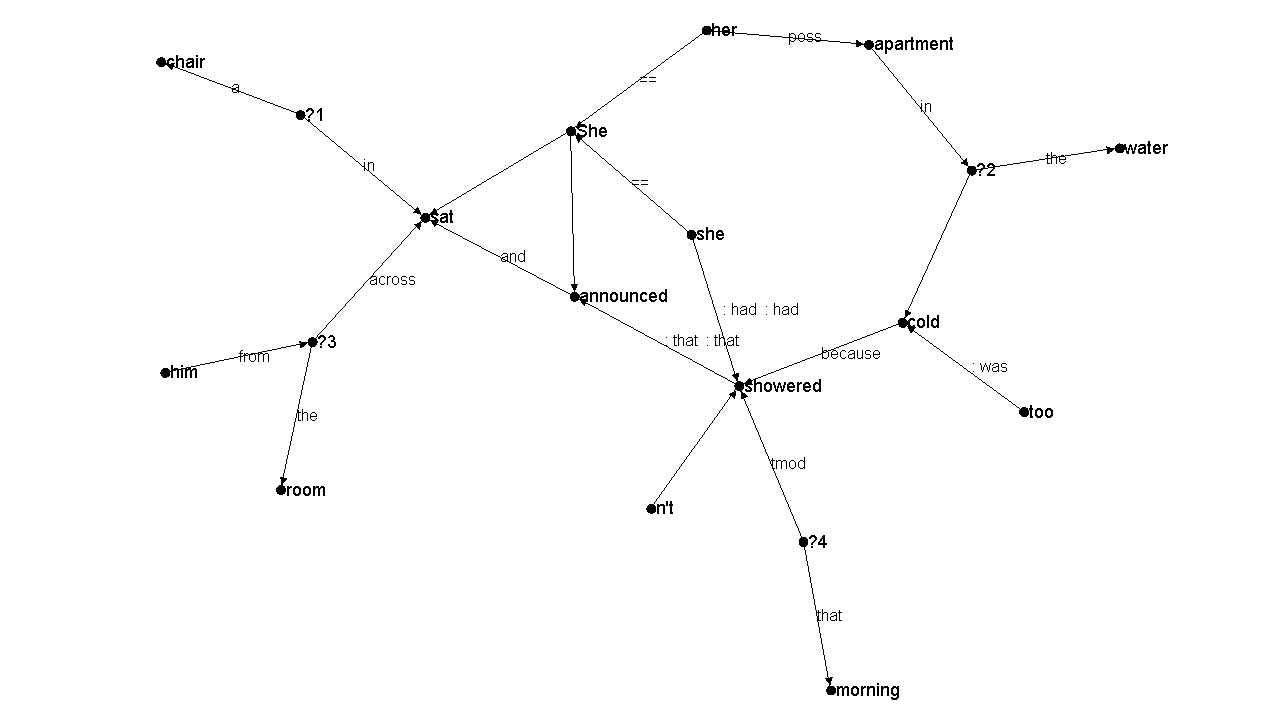 her
poss
apartment
chair
a
==
?1
in
She
water
the
in
?2
==
sat
she
and
across
announced
: had : had
cold
: that : that
?3
because
from
him
: was
showered
the
too
tmod
room
n't
?4
that
morning